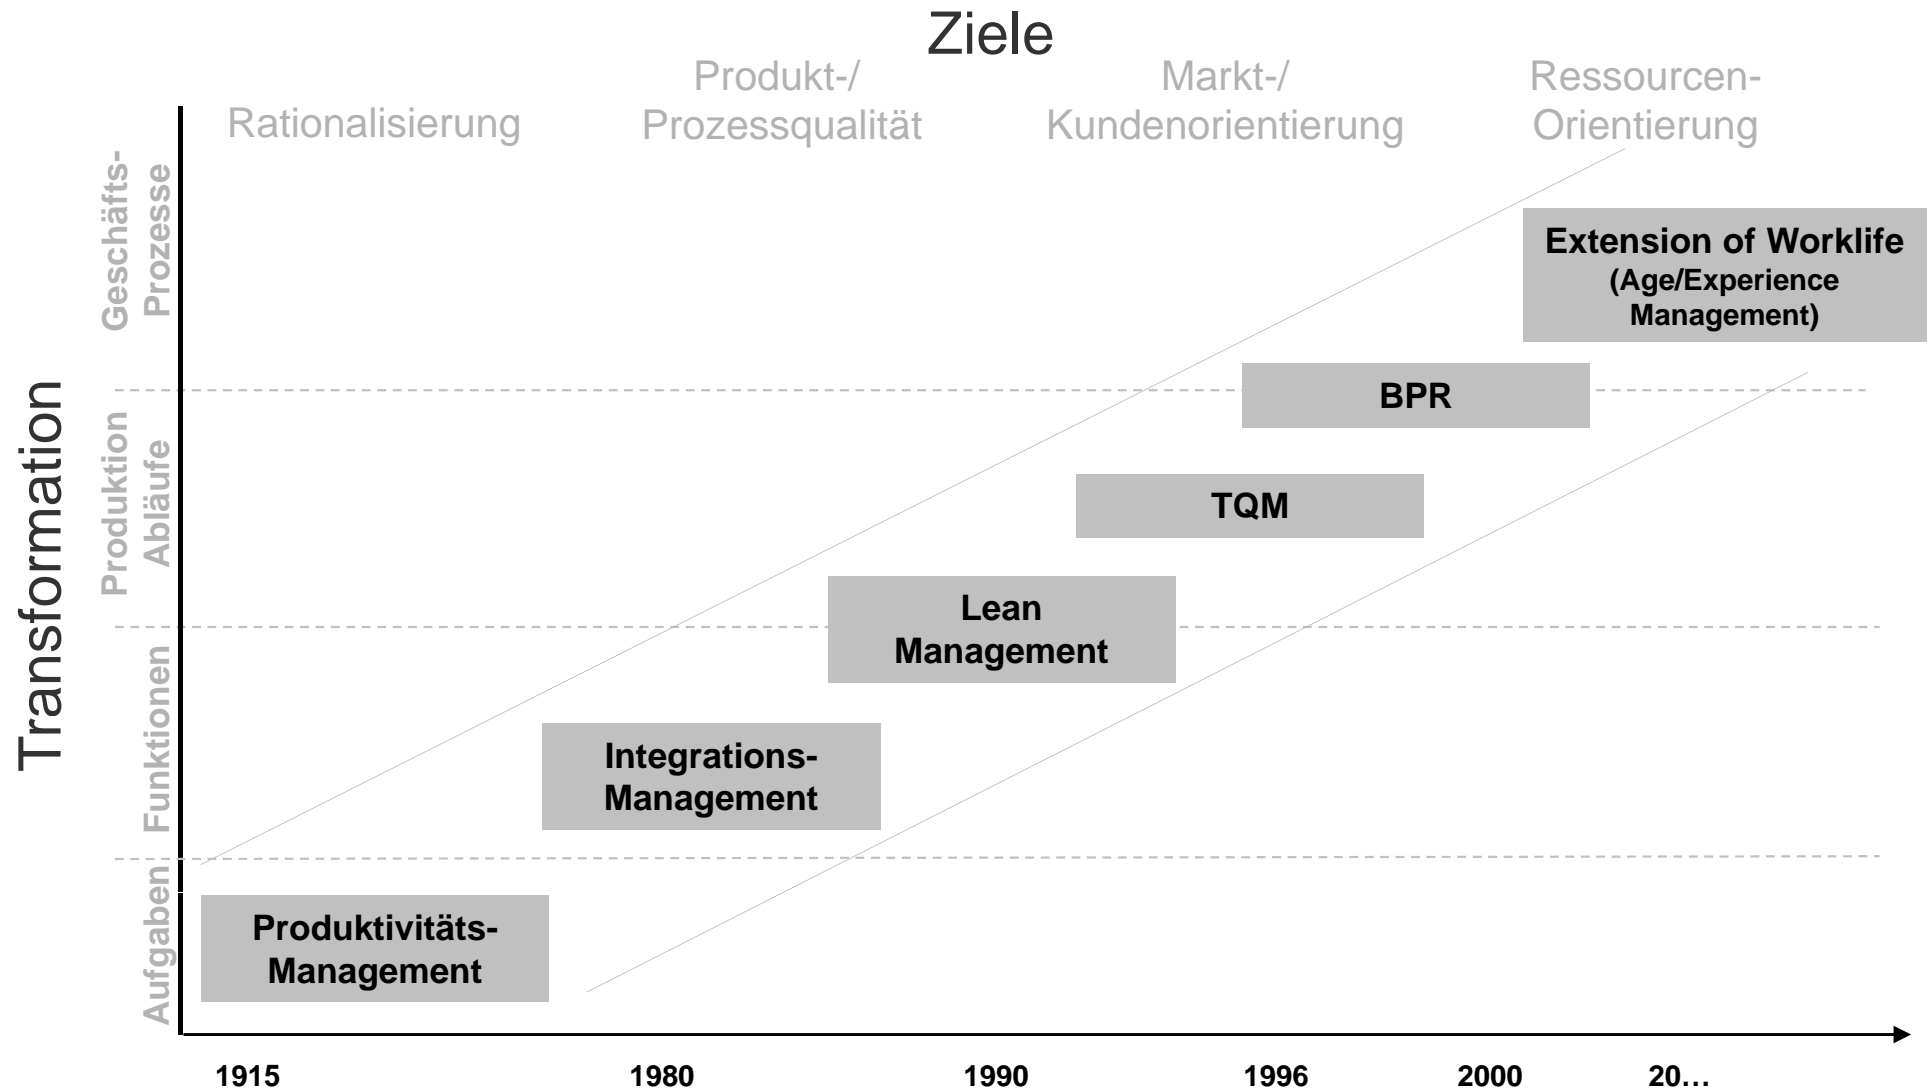 Ziele
Produkt-/
Prozessqualität
Markt-/
Kundenorientierung
Ressourcen-
Orientierung
Rationalisierung
Transformation
Geschäfts-
Prozesse
Produktion
Abläufe
Funktionen
Aufgaben
Extension of Worklife
(Age/Experience
Management)
BPR
TQM
Lean
Management
Integrations-
Management
Produktivitäts-
Management
1915
1980
1990
1996
2000
20…